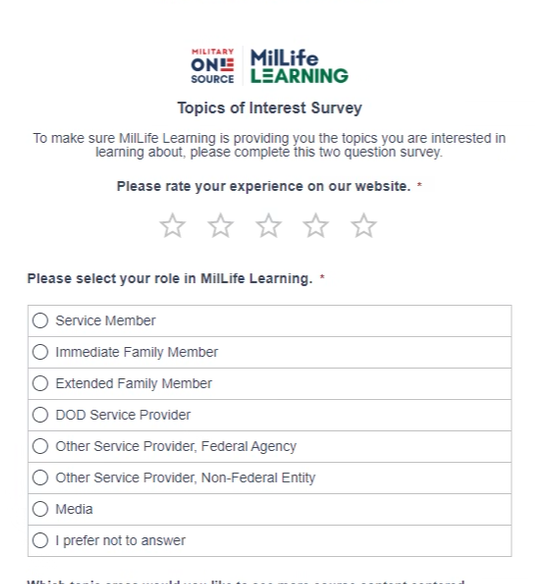 MILITARY
ONE
SOURCE
MilLife
LEARNING
Topics of Interest Survey
To make sure MilLife Learning is providing you the topics you are interested in
learning about, please complete this two question survey.
Please rate your experience on our website. *
Please select your role in MilLife Learning. *
Service Member
Immediate Family Member
Extended Family Member
DOD Service Provider
Other Service Provider, Federal Agency
Other Service Provider, Non-Federal Entity
Media
I prefer not to answer
Which topic areas would you like to see more course content centered